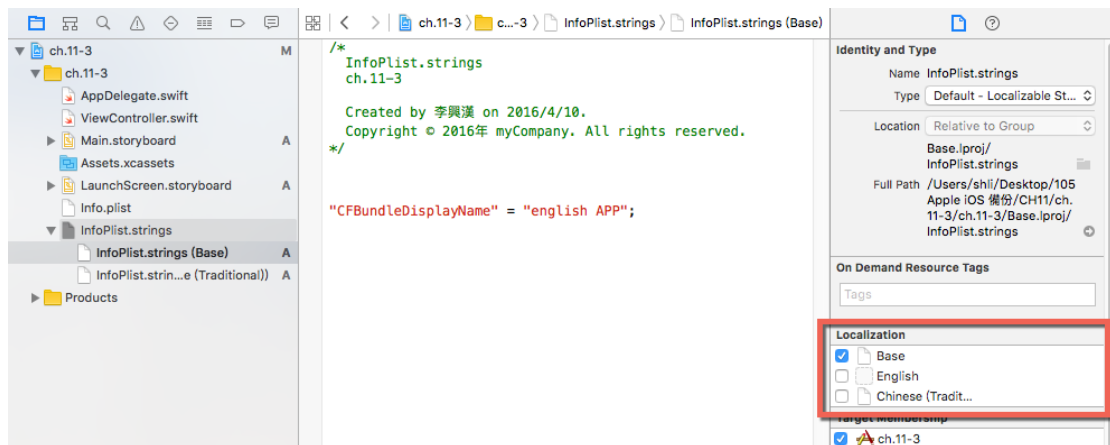 ch.11-3 〉 c...-3 〉 InfoPlist.strings 〉 InfoPlist.strings (Base)
ch.11-3 M
ch.11-3
AppDelegate.swift
ViewController.swift
Main.storyboard A
Assets.xcassets
LaunchScreen.storyboard A
Info.plist
InfoPlist.strings
InfoPlist.strings (Base) A
InfoPlist.strin...e (Traditional)) A
Products
/*
InfoPlist.strings
ch.11-3
Created by 李興漢 on 2016/4/10.
Copyright © 2016年 myCompany. All rights reserved.
*/
"CFBundleDisplayName" = "english APP";
Identity and Type
Name InfoPlist.strings
Type Default - Localizable St...
Location Relative to Group
Base.lproj/
InfoPlist.strings
Full Path /Users/shli/Desktop/105
Apple iOS 備份/CH11/ch.
11-3/ch.11-3/Base.lproj/
InfoPlist.strings
On Demand Resource Tags
Tags
Localization
Base
English
Chinese (Tradit...
Target Membership
ch.11-3